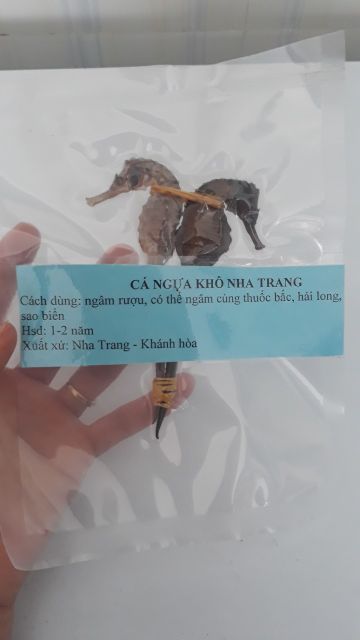 CÁ NGỰA KHÔ NHA TRANG
Cách dùng: ngâm rượu, có thể ngâm cùng thuốc bắc, hải long,
sao biển
Hsd: 1-2 năm
Xuất xứ: Nha Trang - Khánh hòa